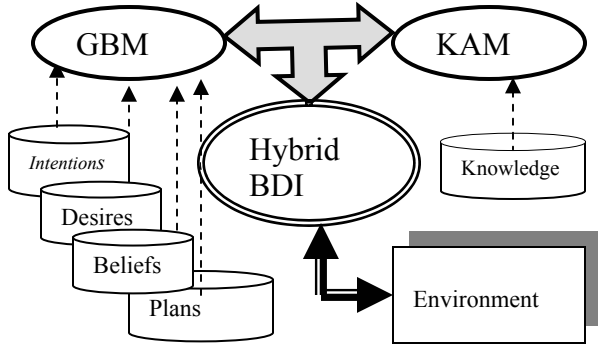 GBM
KAM
Hybrid
BDI
Intentions
Knowledge
Desires
Beliefs
Plans
Environment